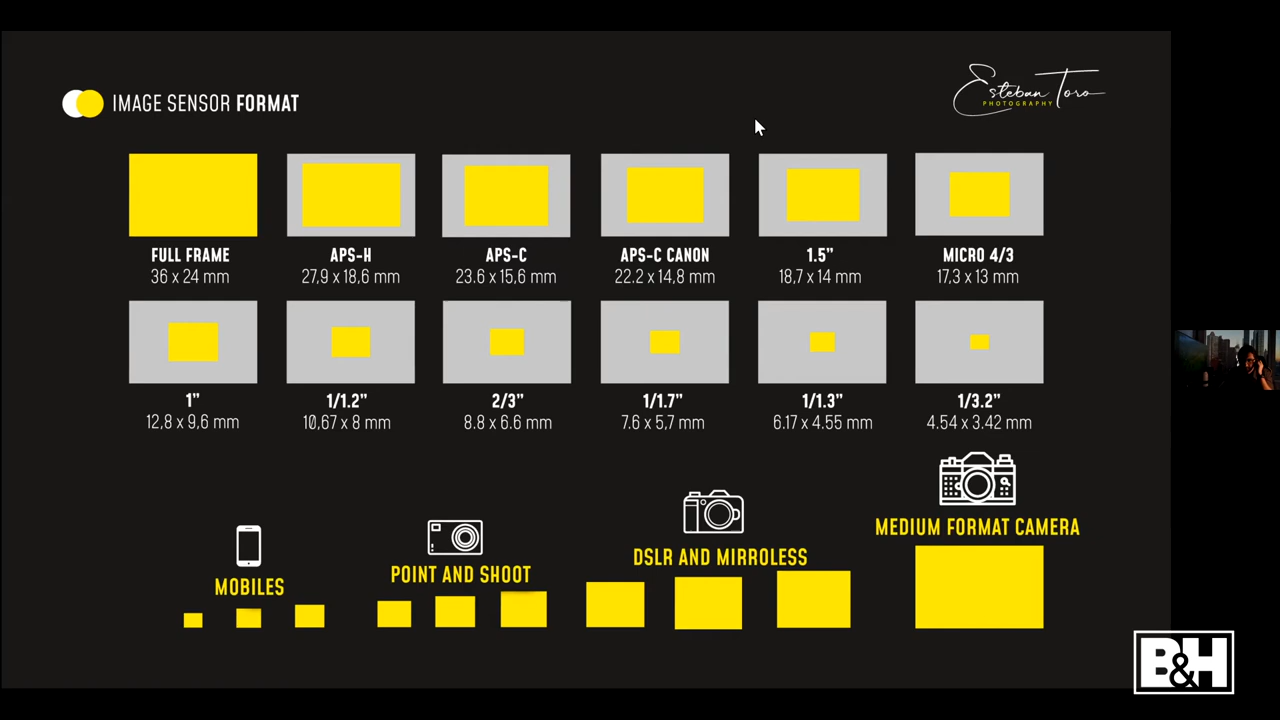 IMAGE SENSOR FORMAT
Esteban Toro
PHOTOGRAPHY
FULL FRAME
36 x 24 mm
APS-H
27,9 x 18,6 mm
APS-C
23.6 x 15,6 mm
APS-C CANON
22.2 x 14,8 mm
1.5”
18,7 x 14 mm
MICRO 4/3
17,3 x 13 mm
1”
12,8 x 9,6 mm
1/1.2”
10,67 x 8 mm
2/3”
8.8 x 6.6 mm
1/1.7”
7.6 x 5,7 mm
1/1.3”
6.17 x 4.55 mm
1/3.2”
4.54 x 3.42 mm
MOBILES
POINT AND SHOOT
DSLR AND MIRROLESS
MEDIUM FORMAT CAMERA
B&H